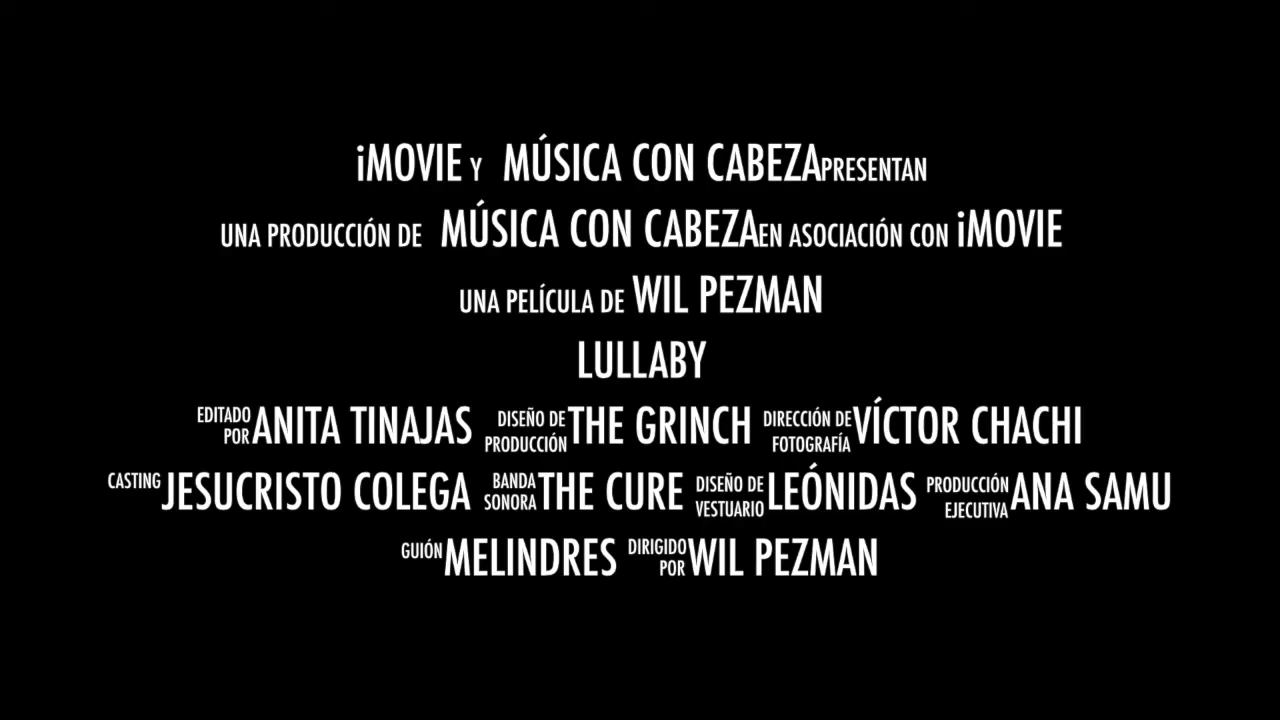 iMOVIE Y MÚSICA CON CABEZA PRESENTAN
UNA PRODUCCIÓN DE MÚSICA CON CABEZA EN ASOCIACIÓN CON iMOVIE
UNA PELÍCULA DE WIL PEZMAN
LULLABY
EDITADO POR ANITA TINAJAS DISEÑO DE PRODUCCIÓN THE GRINCH DIRECCIÓN DE FOTOGRAFÍA VÍCTOR CHACHI
CASTING JESUCRISTO COLEGA BANDA SONORA THE CURE DISEÑO DE VESTUARIO LEÓNIDAS PRODUCCIÓN EJECUTIVA ANA SAMU
GUIÓN MELINDRES DIRIGIDO POR WIL PEZMAN